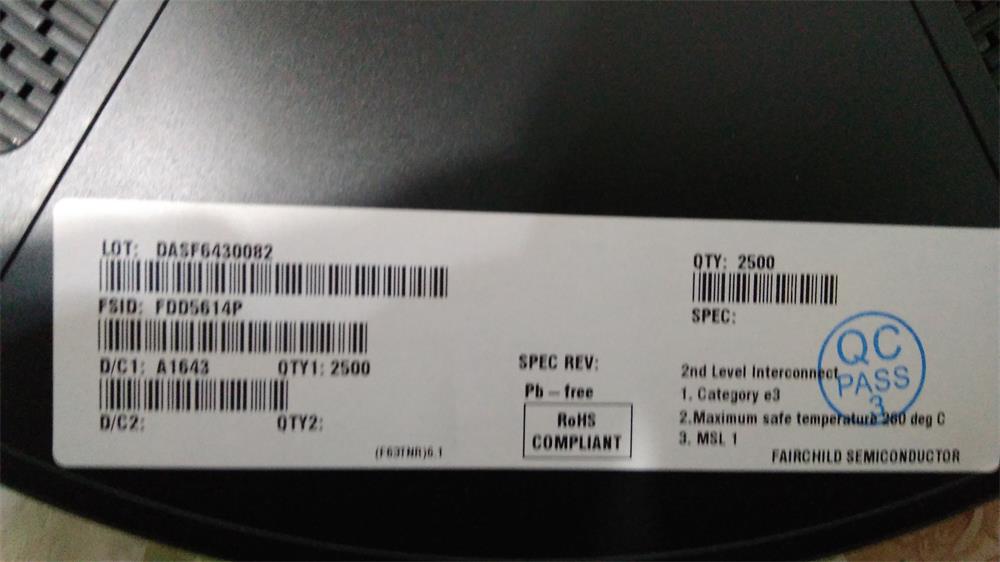 LOT: DASF6430082
QTY: 2500
FSID: FDD5614P
SPEC:
D/C1: A1643 QTY1: 2500
SPEC REV:
2nd Level Interconnect
Pb-free
1. Category e3
RoHS
COMPLIANT
2.Maximum safe temperature 260 deg C
3. MSL 1
D/C2: QTY2:
(F63TNR)6.1
FAIRCHILD SEMICONDUCTOR
QC
PASS
3